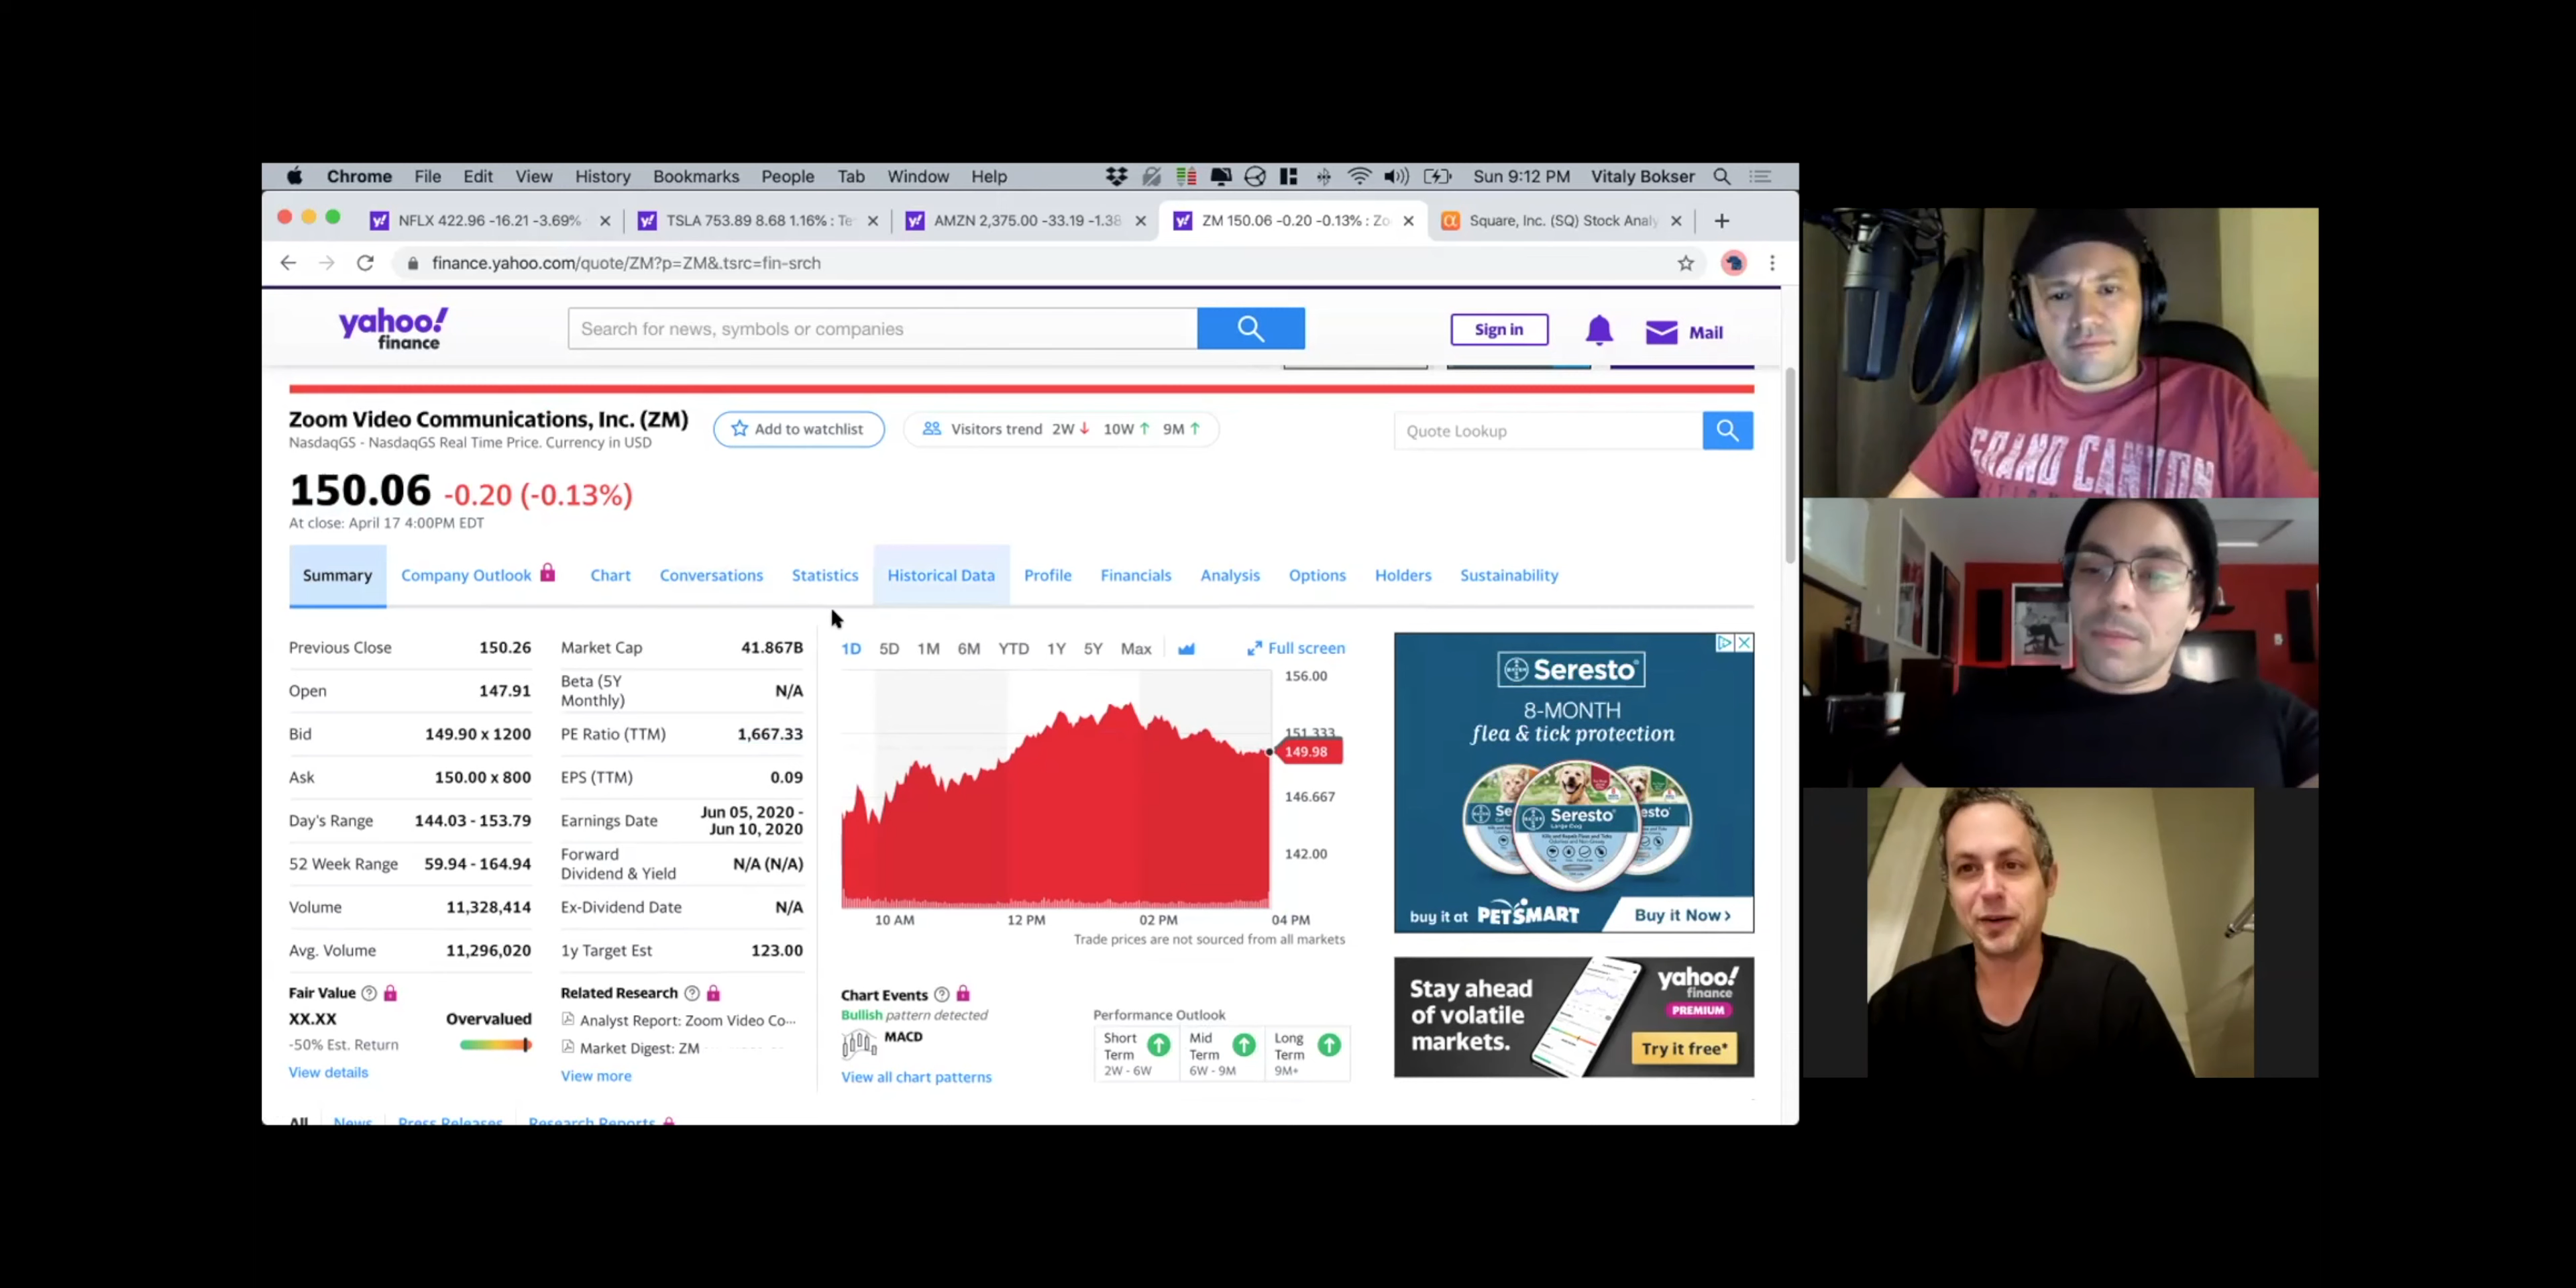 Chrome File Edit View History Bookmarks People Tab Window Help Sun 9:12 PM Vitaly Bokser
NFLX 422.96 -16.21 -3.69%
TSLA 753.89 8.68 1.16% : Te
AMZN 2,375.00 -33.19 -1.38
ZM 150.06 -0.20 -0.13% : Zo
Square, Inc. (SQ) Stock Analy
finance.yahoo.com/quote/ZM?p=ZM&.tsrc=fin-srch
yahoo!
finance
Search for news, symbols or companies
Sign in
Mail
Zoom Video Communications, Inc. (ZM)
NasdaqGS - NasdaqGS Real Time Price. Currency in USD
Add to watchlist
Visitors trend 2W↓ 10W↑ 9M↑
Quote Lookup
150.06 -0.20 (-0.13%)
At close: April 17 4:00PM EDT
Summary Company Outlook Chart Conversations Statistics Historical Data Profile Financials Analysis Options Holders Sustainability
Previous Close 150.26
Open 147.91
Bid 149.90 x 1200
Ask 150.00 x 800
Day's Range 144.03 - 153.79
52 Week Range 59.94 - 164.94
Volume 11,328,414
Avg. Volume 11,296,020
Market Cap 41.867B
Beta (5Y
Monthly) N/A
PE Ratio (TTM) 1,667.33
EPS (TTM) 0.09
Earnings Date Jun 05, 2020 -
Jun 10, 2020
Forward
Dividend & Yield N/A (N/A)
Ex-Dividend Date N/A
1y Target Est 123.00
Fair Value
XX.XX Overvalued
-50% Est. Return
View details
Related Research
Analyst Report: Zoom Video Co...
Market Digest: ZM
View more
1D 5D 1M 6M YTD 1Y 5Y Max Full screen
156.00
151.333
149.98
146.667
142.00
10 AM 12 PM 02 PM 04 PM
Trade prices are not sourced from all markets
Chart Events
Bullish pattern detected
MACD
View all chart patterns
Performance Outlook
Short
Term
2W - 6W
Mid
Term
6W - 9M
Long
Term
9M+
Seresto
8-MONTH
flea & tick protection
Seresto
buy it at PETSMART
Buy it Now>
Stay ahead
of volatile
markets.
yahoo!
finance
PREMIUM
Try it free*
All News Press Releases Research Reports
GRAND CANYON